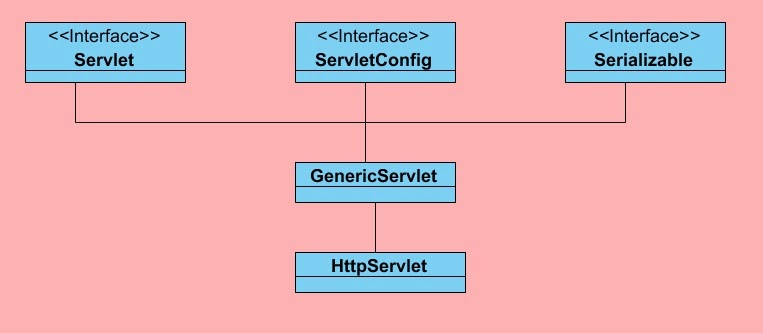 <<Interface>>
Servlet
<<Interface>>
ServletConfig
<<Interface>>
Serializable
GenericServlet
HttpServlet